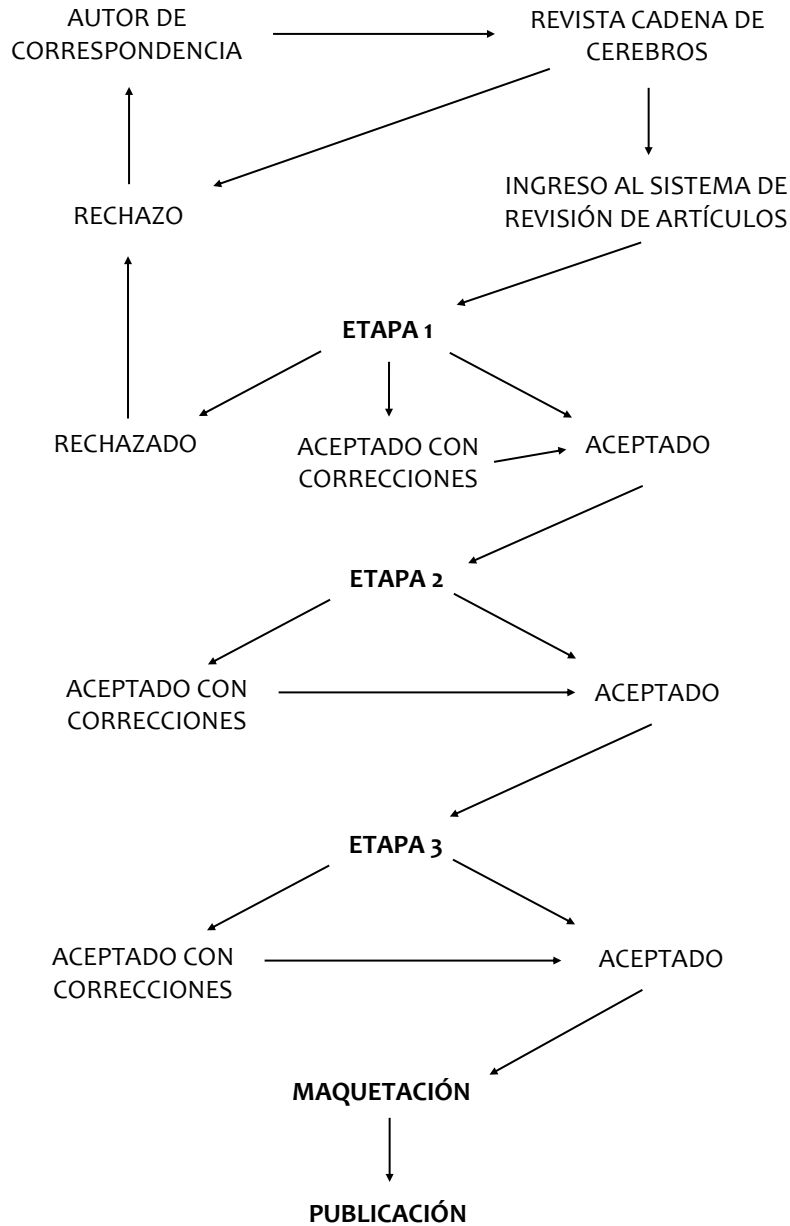 AUTOR DE
CORRESPONDENCIA
REVISTA CADENA DE
CEREBROS
RECHAZO
INGRESO AL SISTEMA DE
REVISIÓN DE ARTÍCULOS
ETAPA 1
RECHAZADO
ACEPTADO CON
CORRECCIONES
ACEPTADO
ETAPA 2
ACEPTADO CON
CORRECCIONES
ACEPTADO
ETAPA 3
ACEPTADO CON
CORRECCIONES
ACEPTADO
MAQUETACIÓN
PUBLICACIÓN